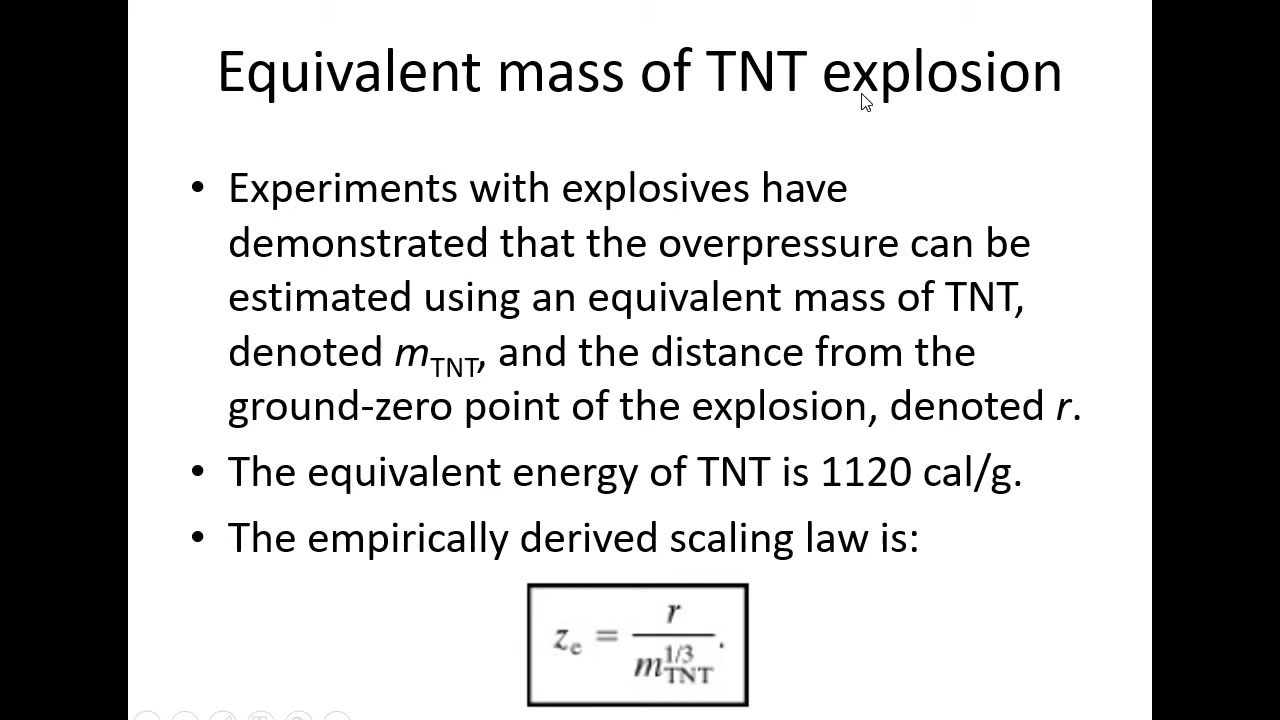 Equivalent mass of TNT explosion
• Experiments with explosives have
demonstrated that the overpressure can be
estimated using an equivalent mass of TNT,
denoted m_TNT, and the distance from the
ground-zero point of the explosion, denoted r.
• The equivalent energy of TNT is 1120 cal/g.
• The empirically derived scaling law is:
z_e = r / m_TNT^1/3.